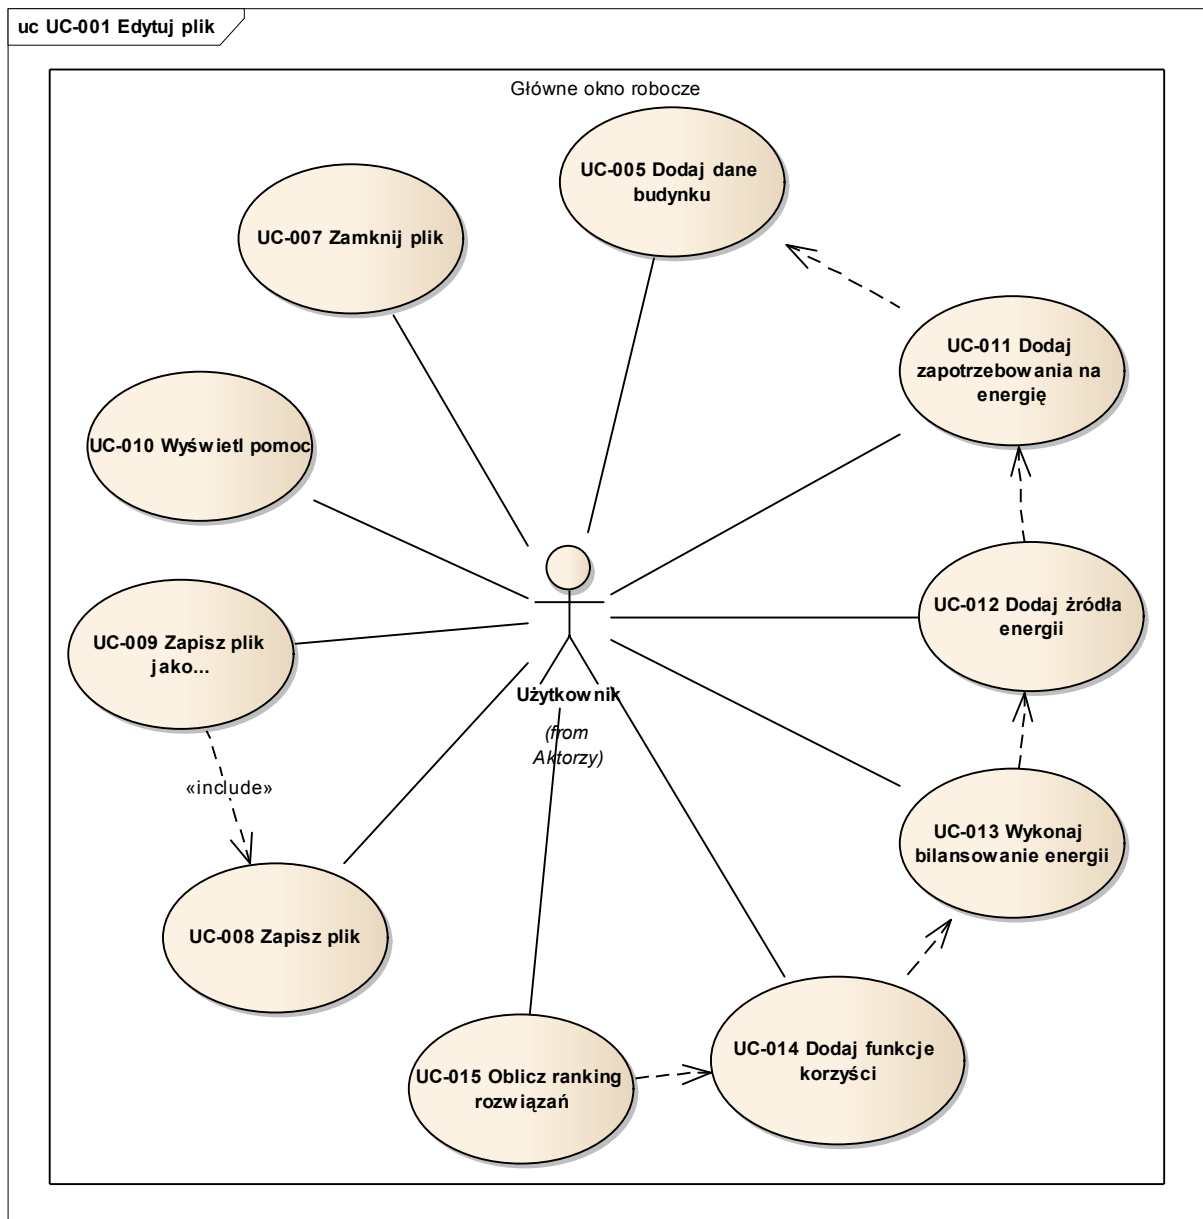 uc UC-001 Edytuj plik
Główne okno robocze
UC-005 Dodaj dane
budynku
UC-007 Zamknij plik
UC-011 Dodaj
zapotrzebowania na
energię
UC-010 Wyświetl pomoc
UC-012 Dodaj źródła
energii
UC-009 Zapisz plik
jako...
Użytkownik
(from
Aktorzy)
«include»
UC-013 Wykonaj
bilansowanie energii
UC-008 Zapisz plik
UC-014 Dodaj funkcje
korzyści
UC-015 Oblicz ranking
rozwiązań